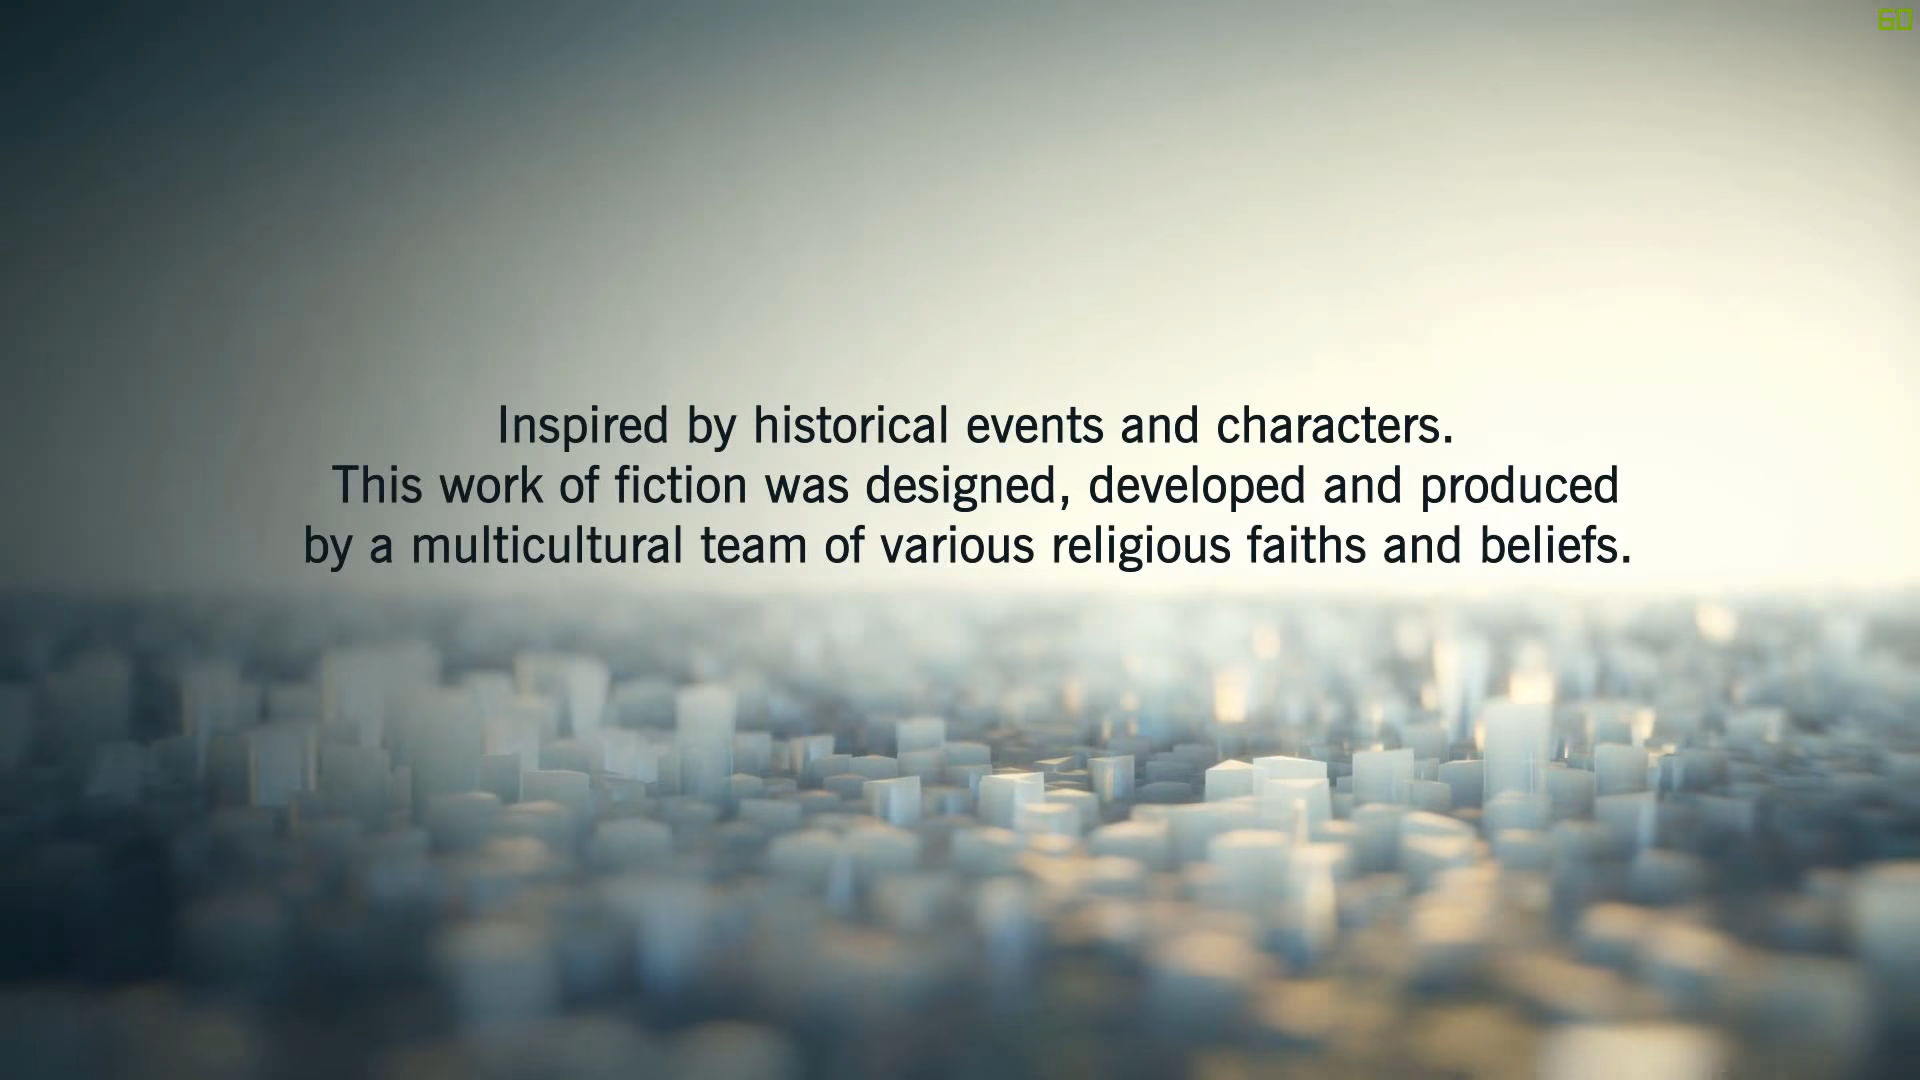 60
Inspired by historical events and characters.
This work of fiction was designed, developed and produced
by a multicultural team of various religious faiths and beliefs.